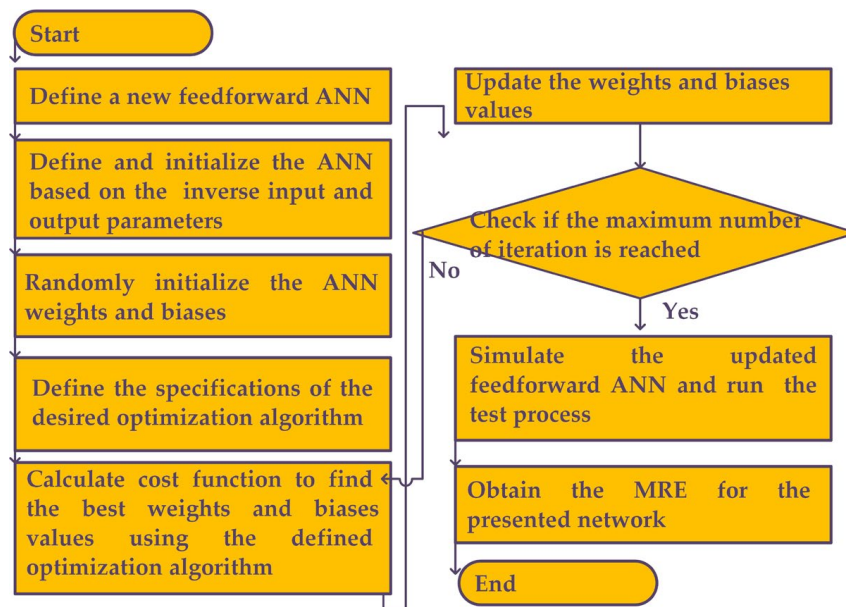 Start
Define a new feedforward ANN
Define and initialize the ANN
based on the inverse input and
output parameters
Randomly initialize the ANN
weights and biases
Define the specifications of the
desired optimization algorithm
Calculate cost function to find
the best weights and biases
values using the defined
optimization algorithm
Update the weights and biases
values
Check if the maximum number
of iteration is reached
No
Yes
Simulate the updated
feedforward ANN and run the
test process
Obtain the MRE for the
presented network
End